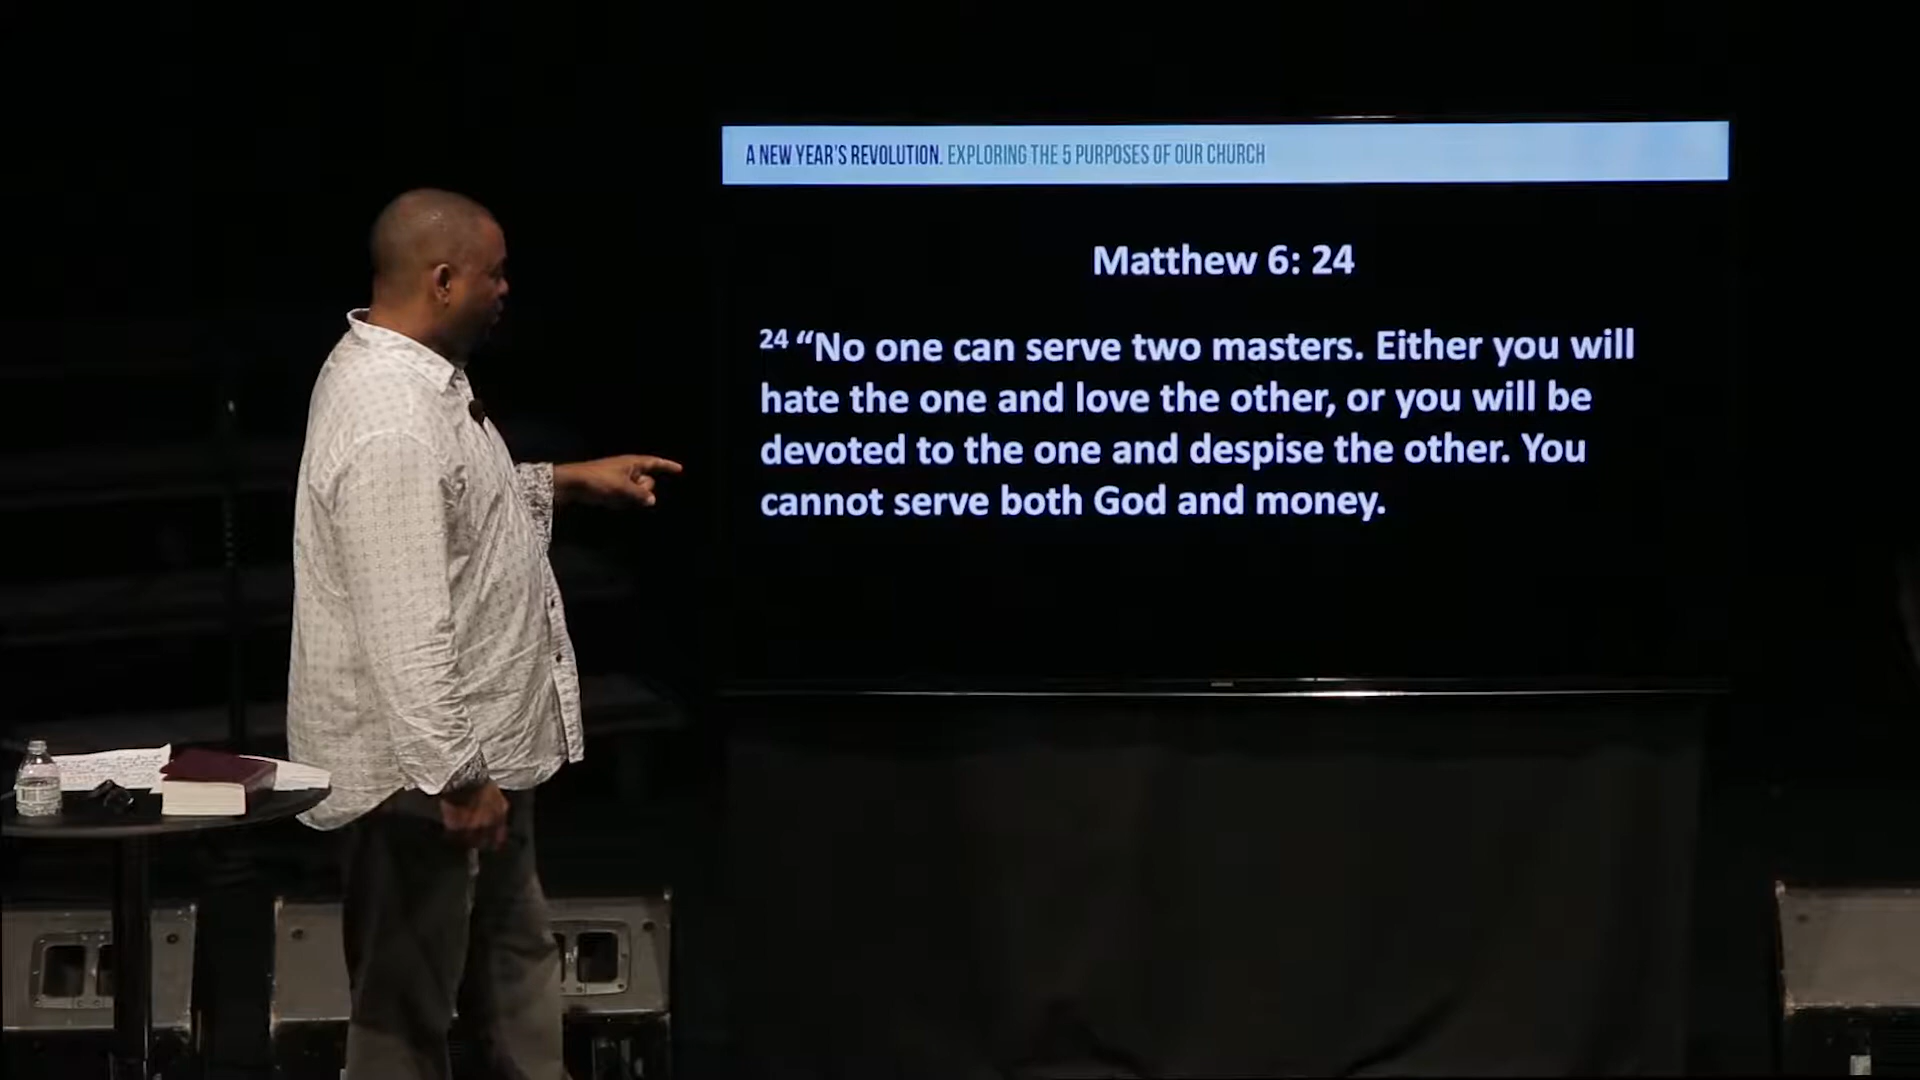 A NEW YEAR'S REVOLUTION. EXPLORING THE 5 PURPOSES OF OUR CHURCH
Matthew 6: 24
24 “No one can serve two masters. Either you will
hate the one and love the other, or you will be
devoted to the one and despise the other. You
cannot serve both God and money.